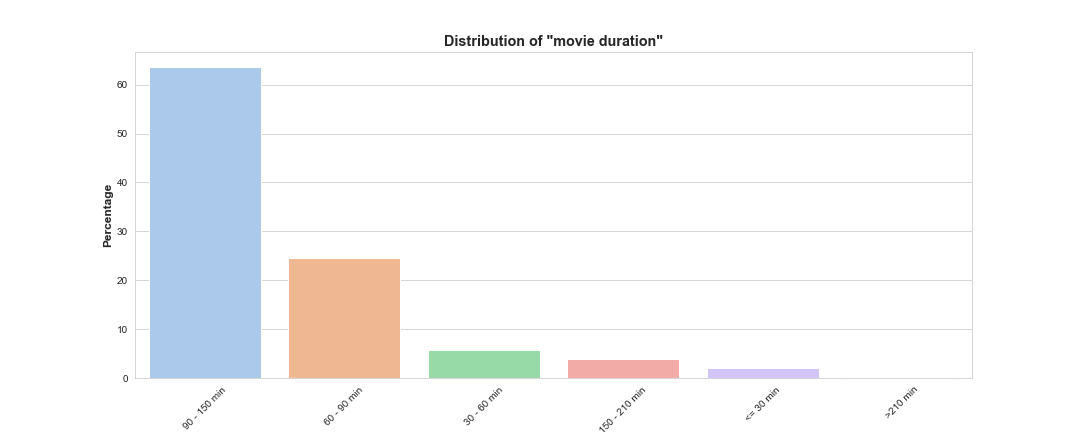 Distribution of "movie duration"
Percentage
60
50
40
30
20
10
0
90 - 150 min
60 - 90 min
30 - 60 min
150 - 210 min
<= 30 min
>210 min